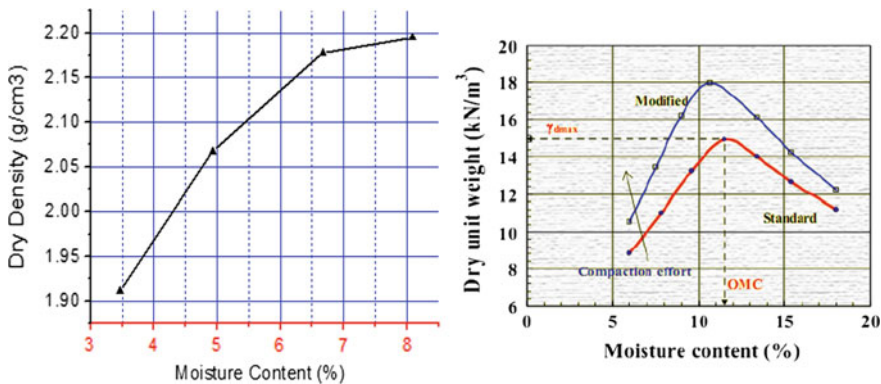 Dry Density (g/cm3)
2.20
2.15
2.10
2.05
2.00
1.95
1.90
3 4 5 6 7 8
Moisture Content (%)
Dry unit weight (kN/m³)
18
20
16
14
12
10
8
6
Modified
γdmax
Standard
Compaction effort
OMC
0 5 10 15 20
Moisture content (%)